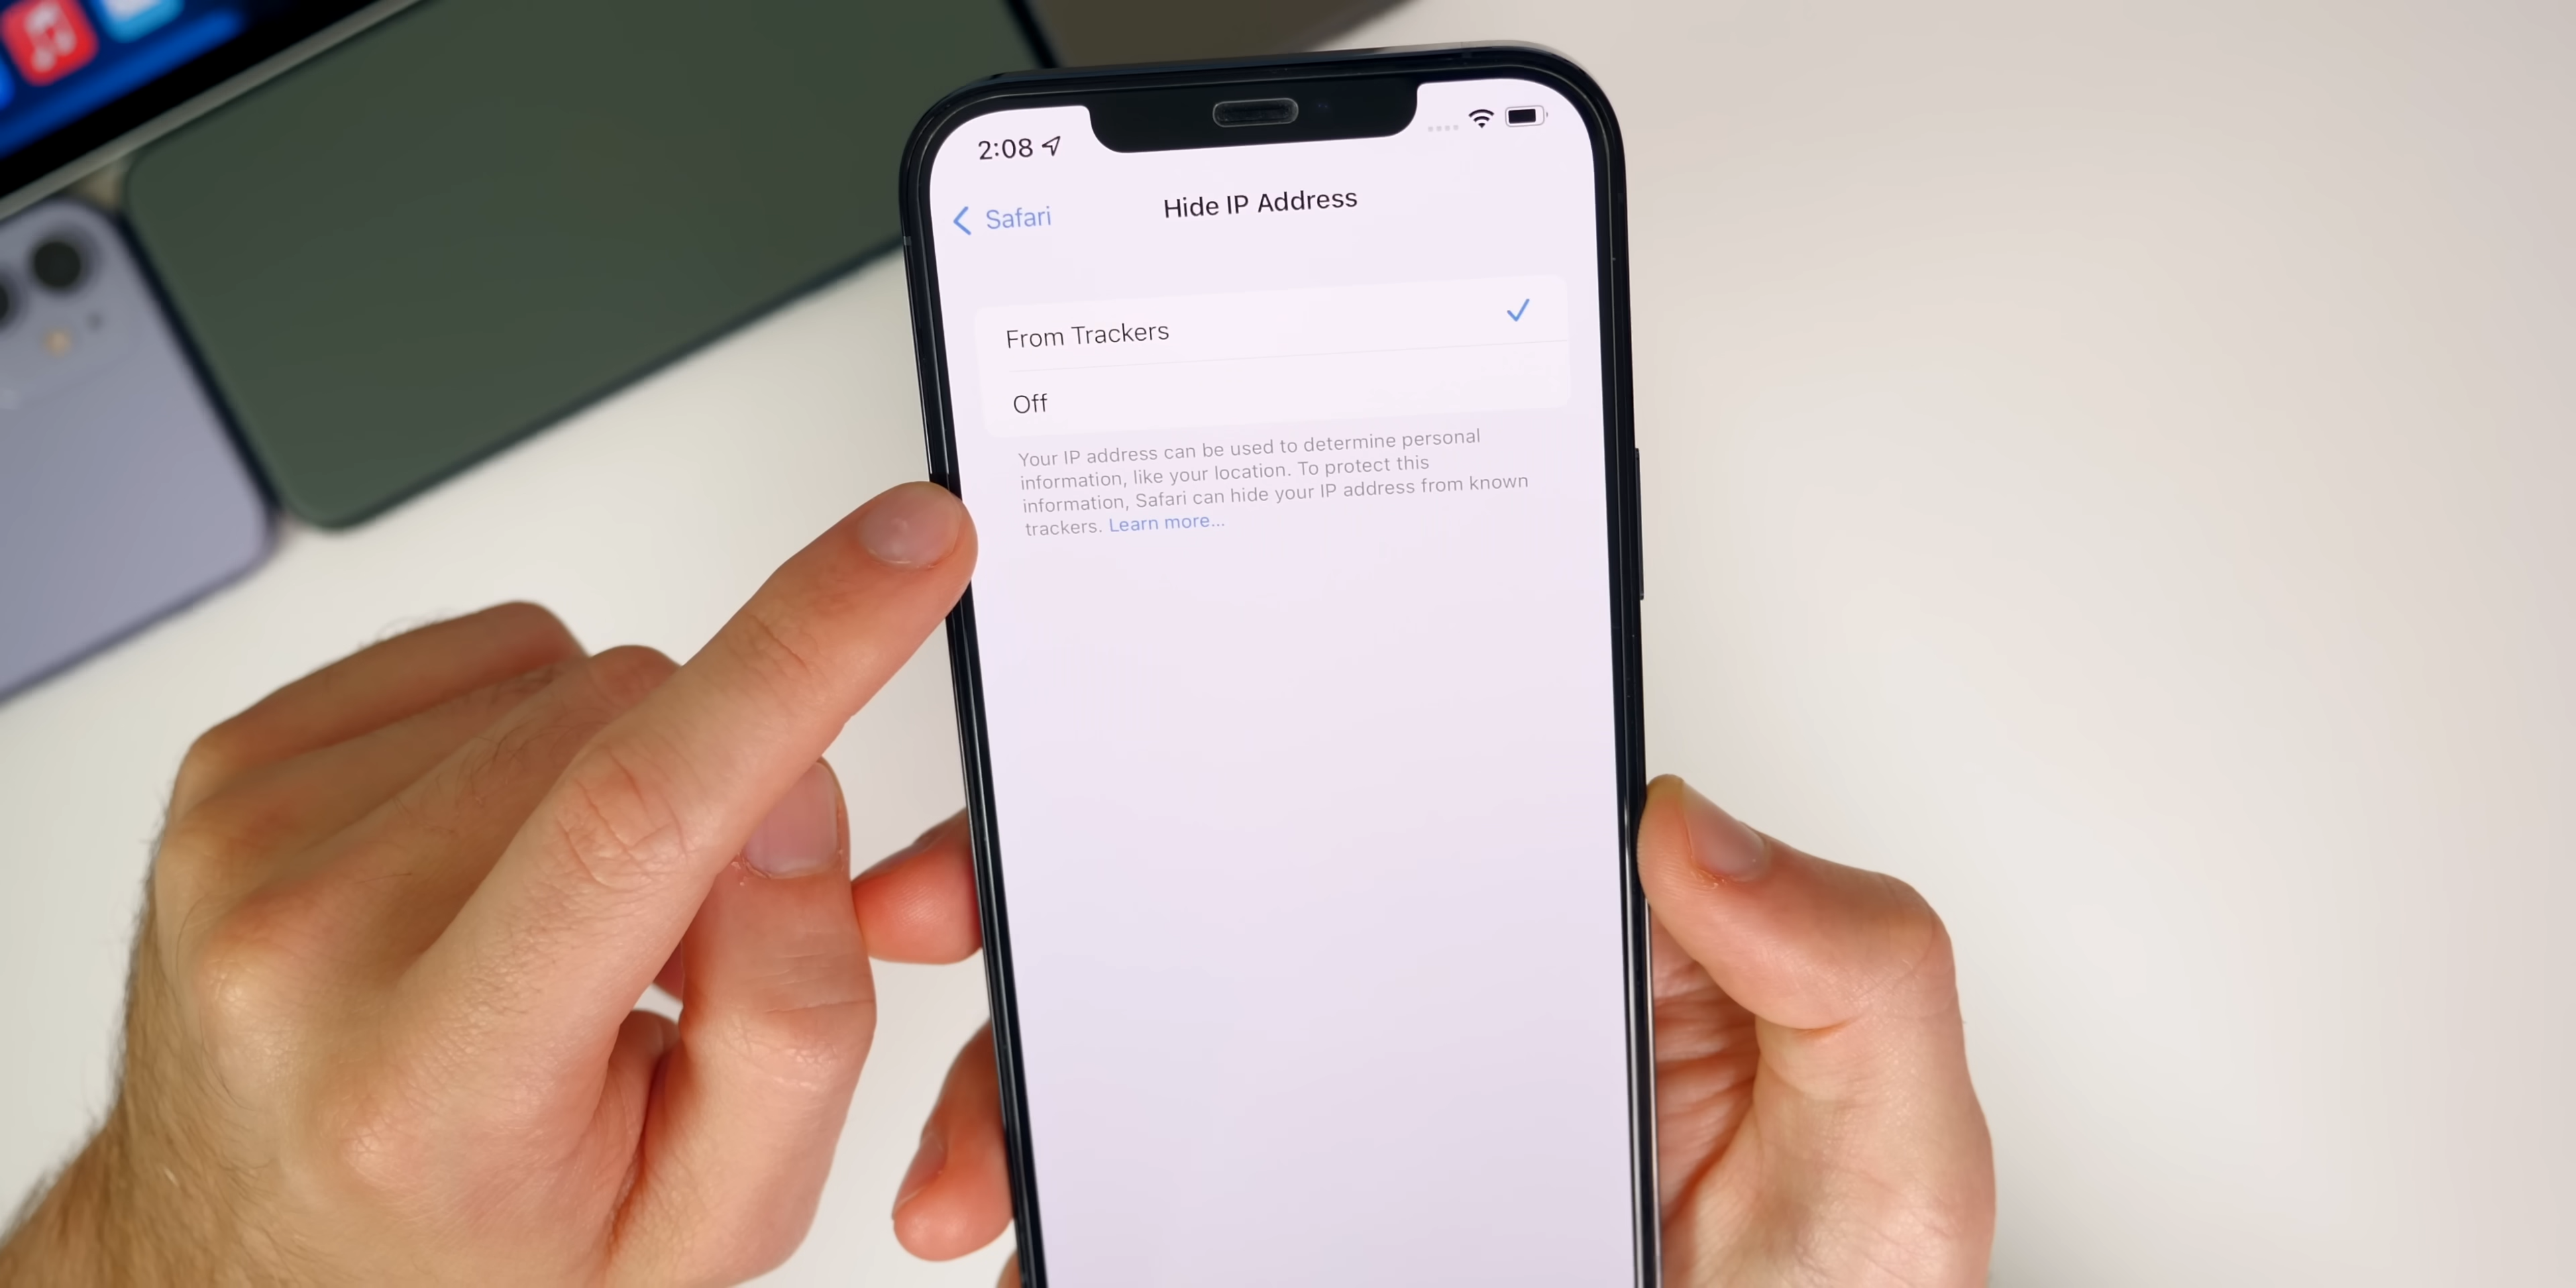 2:08
Safari
Hide IP Address
From Trackers
Off
Your IP address can be used to determine personal
information, like your location. To protect this
information, Safari can hide your IP address from known
trackers. Learn more...